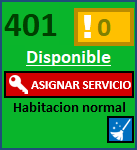 401 ! 0
Disponible
ASIGNAR SERVICIO
Habitacion normal